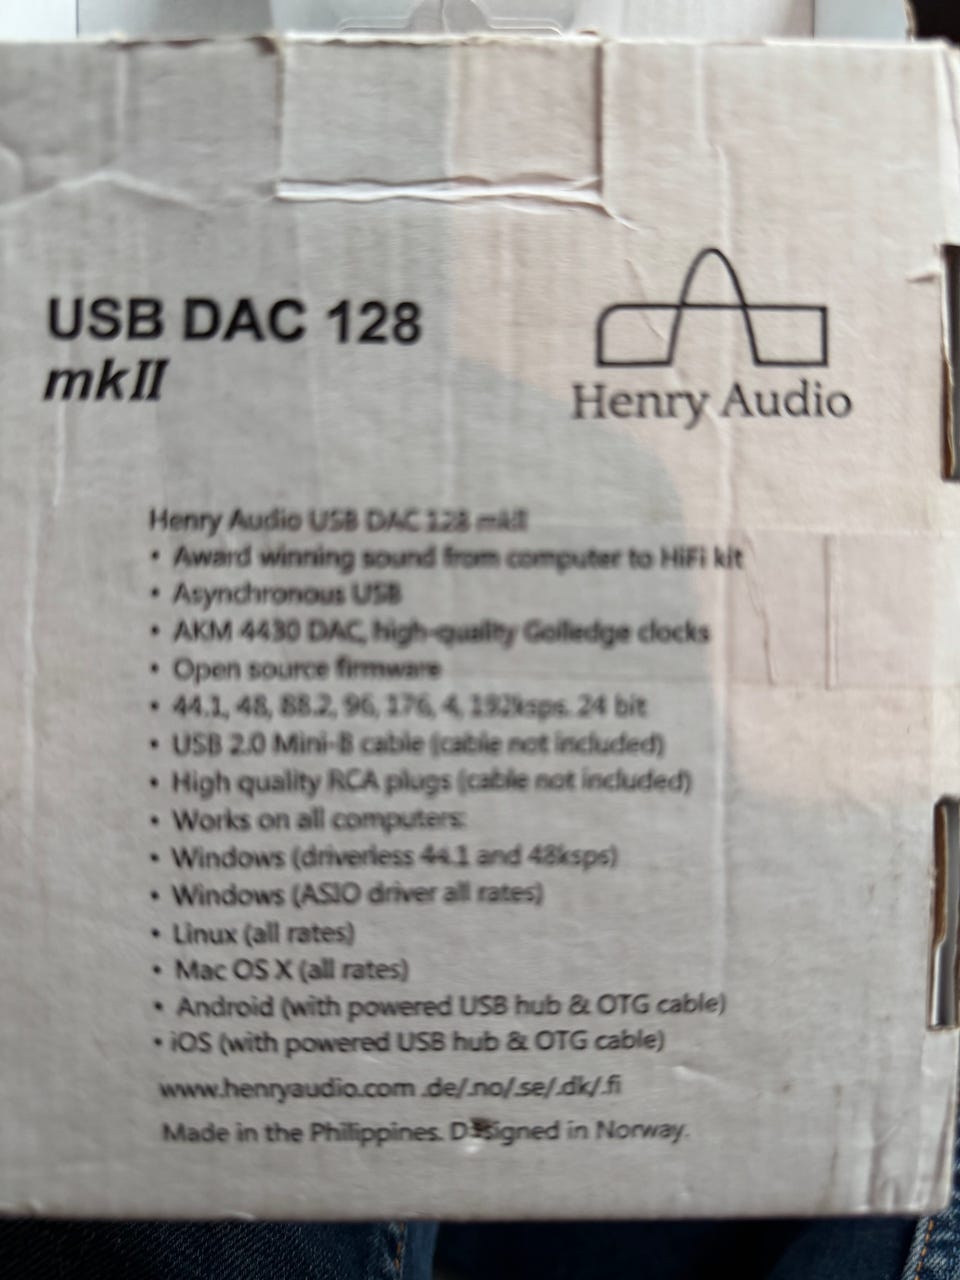 USB DAC 128
mkII
Henry Audio
Henry Audio USB DAC 128 mkII
• Award winning sound from computer to HiFi kit
• Asynchronous USB
• AKM 4430 DAC, high-quality Golledge clocks
• Open source firmware
• 44.1, 48, 88.2, 96, 176, 4, 192ksps. 24 bit
• USB 2.0 Mini-B cable (cable not included)
• High quality RCA plugs (cable not included)
• Works on all computers:
• Windows (driverless 44.1 and 48ksps)
• Windows (ASIO driver all rates)
• Linux (all rates)
• Mac OS X (all rates)
• Android (with powered USB hub & OTG cable)
• iOS (with powered USB hub & OTG cable)
www.henryaudio.com .de/.no/.se/.dk/.fi
Made in the Philippines. Designed in Norway.